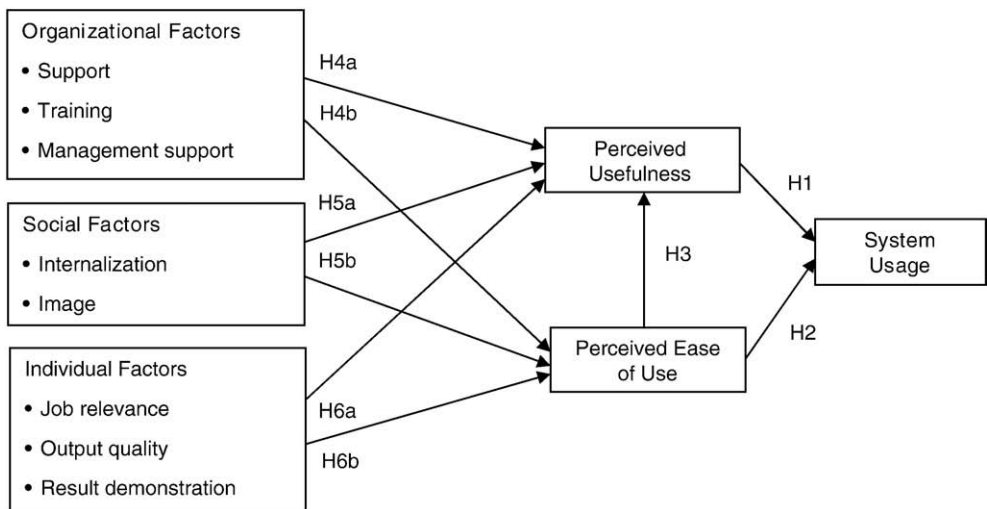 Organizational Factors
• Support
• Training
• Management support
Social Factors
• Internalization
• Image
Individual Factors
• Job relevance
• Output quality
• Result demonstration
H4a
H4b
H5a
H5b
H6a
H6b
Perceived
Usefulness
H3
Perceived Ease
of Use
H1
H2
System
Usage